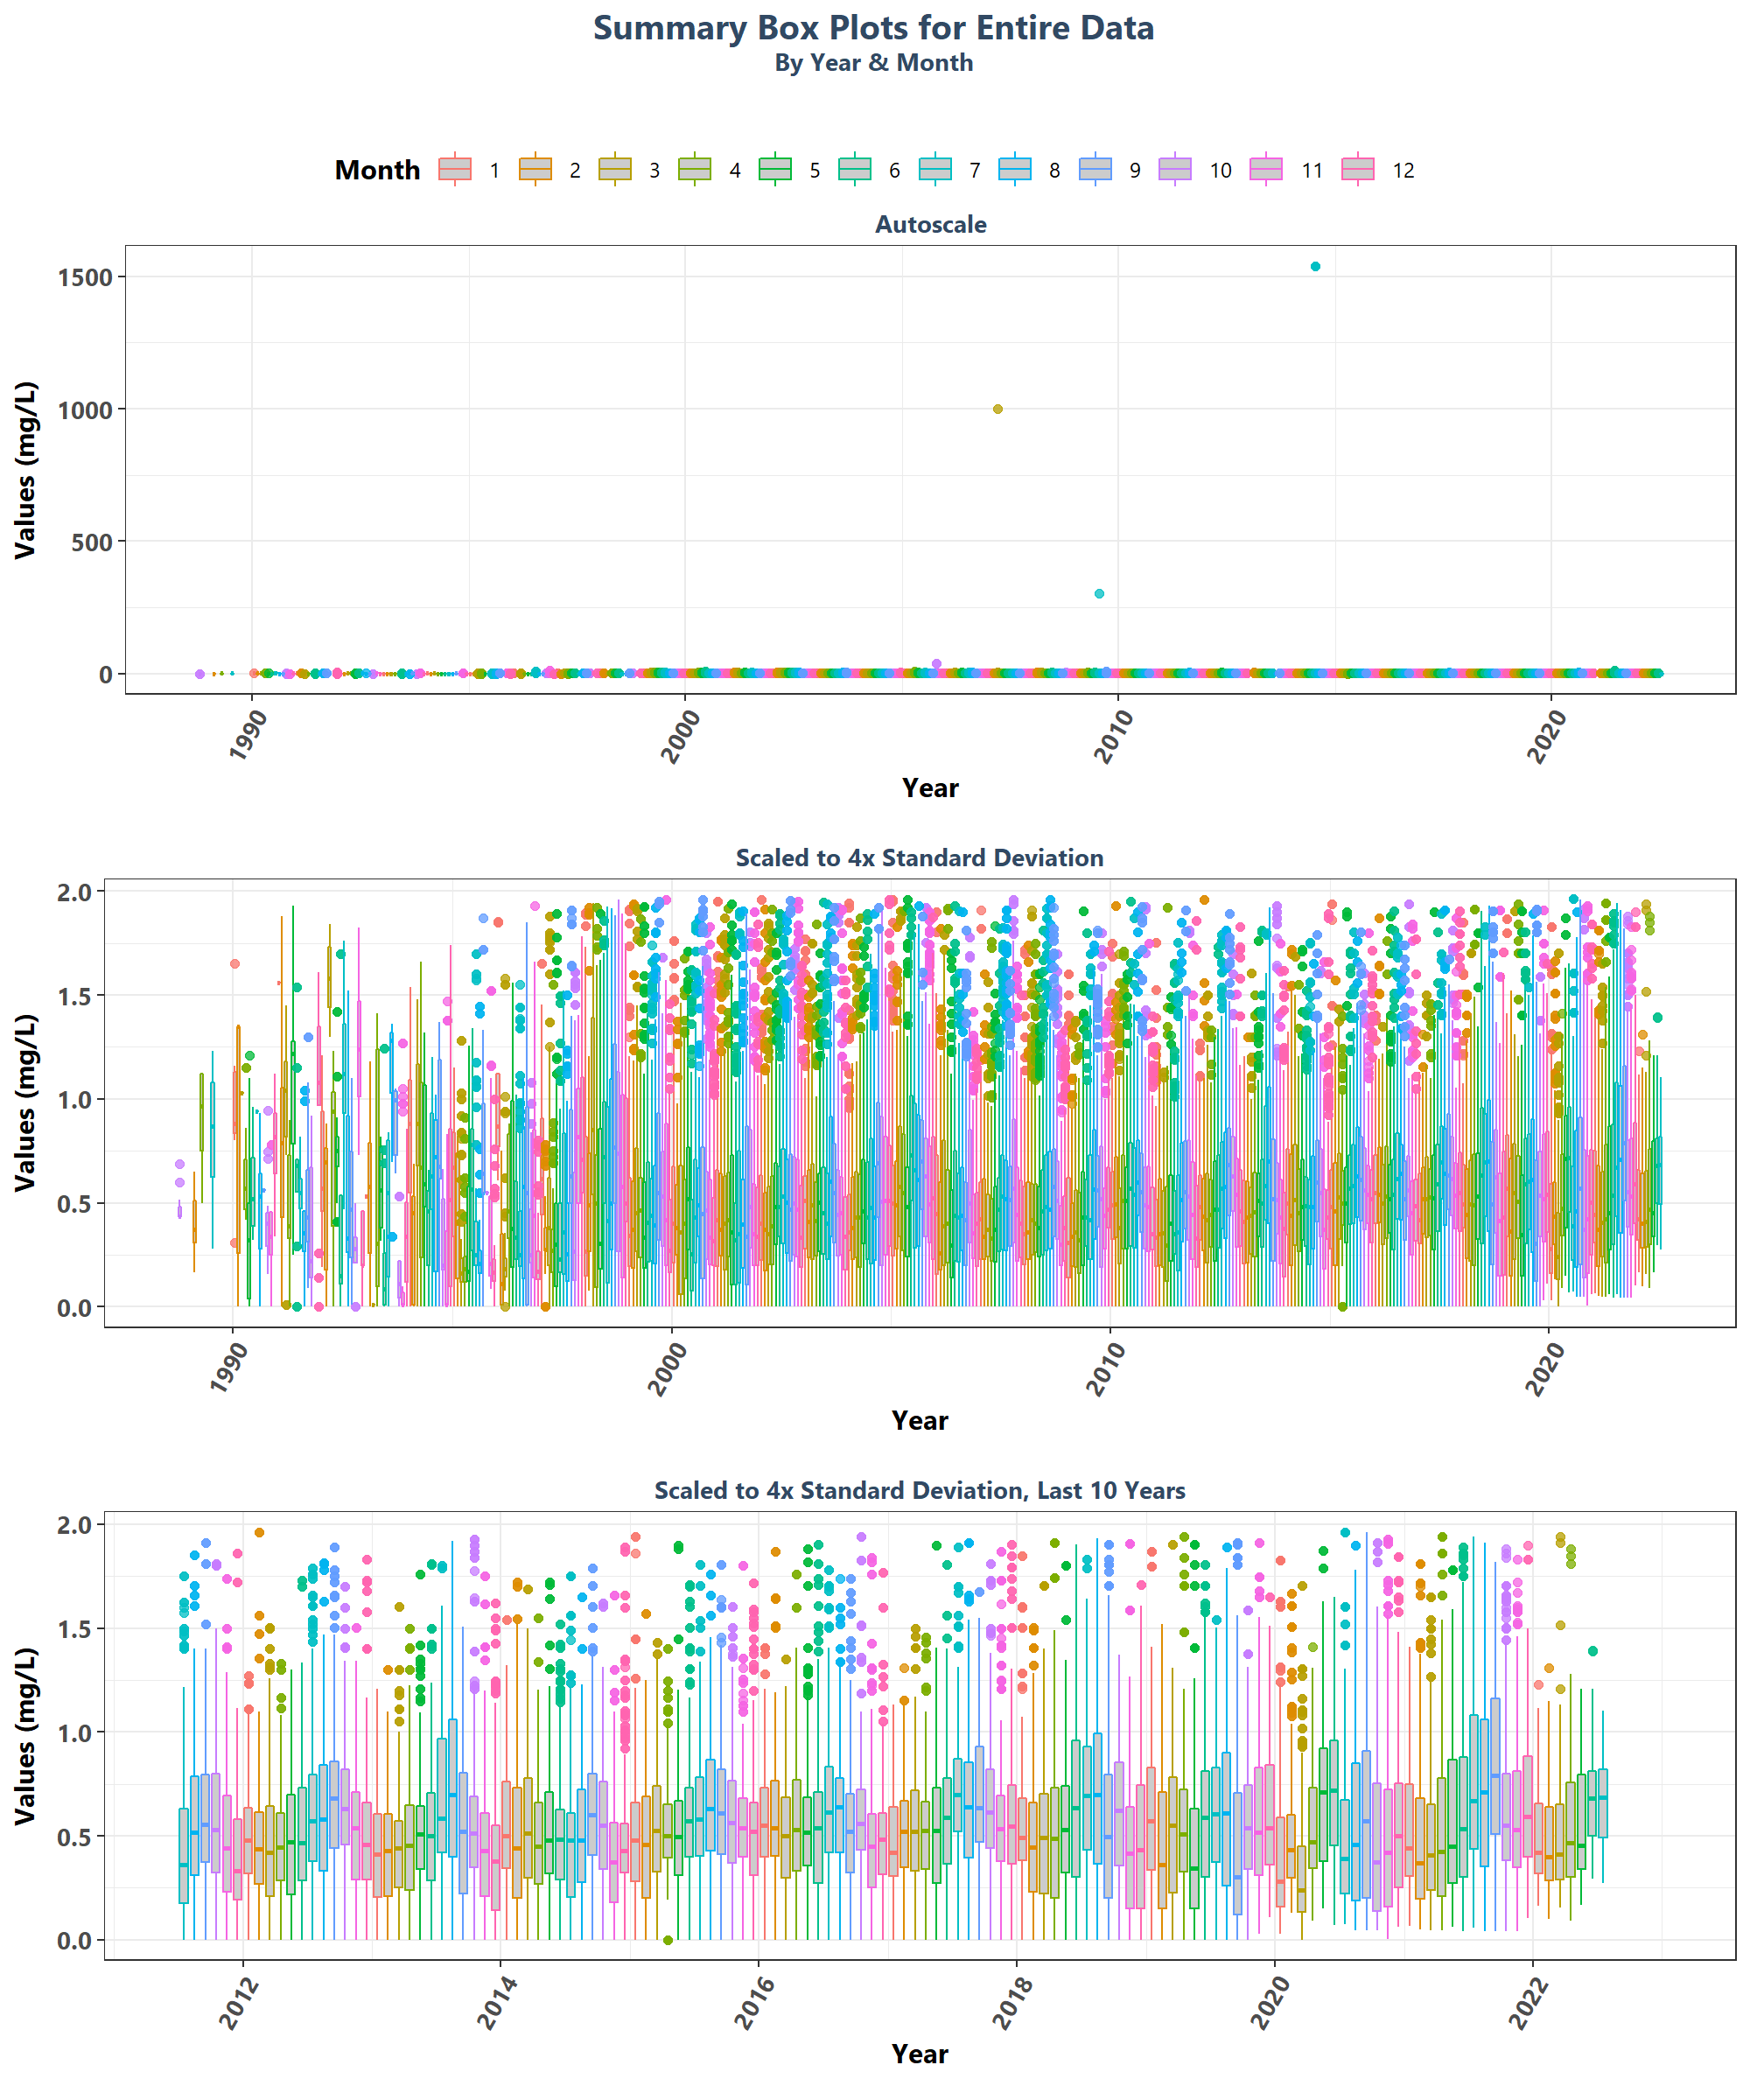 Summary Box Plots for Entire Data
By Year & Month
Month 1 2 3 4 5 6 7 8 9 10 11 12
Autoscale
Values (mg/L)
1500
1000
500
0
1990 2000 2010 2020
Year
Scaled to 4x Standard Deviation
Values (mg/L)
2.0
1.5
1.0
0.5
0.0
1990 2000 2010 2020
Year
Scaled to 4x Standard Deviation, Last 10 Years
Values (mg/L)
2.0
1.5
1.0
0.5
0.0
2012 2014 2016 2018 2020 2022
Year